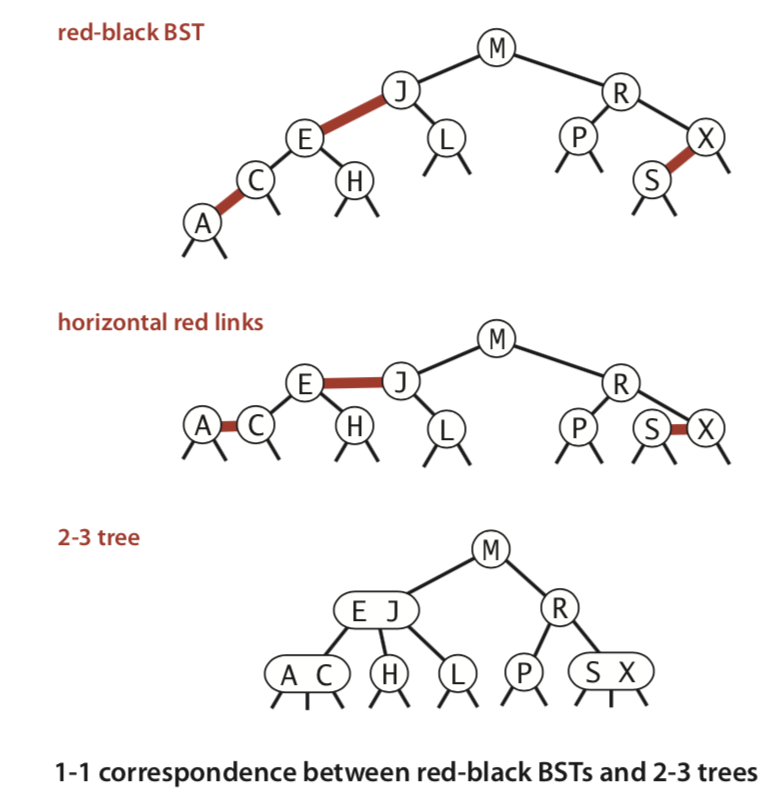 red-black BST
M
J
R
E
L
P
X
C
H
S
A
horizontal red links
M
E J
R
A C
H
L
P
S X
2-3 tree
M
E J
R
A C
H
L
P
S X
1-1 correspondence between red-black BSTs and 2-3 trees